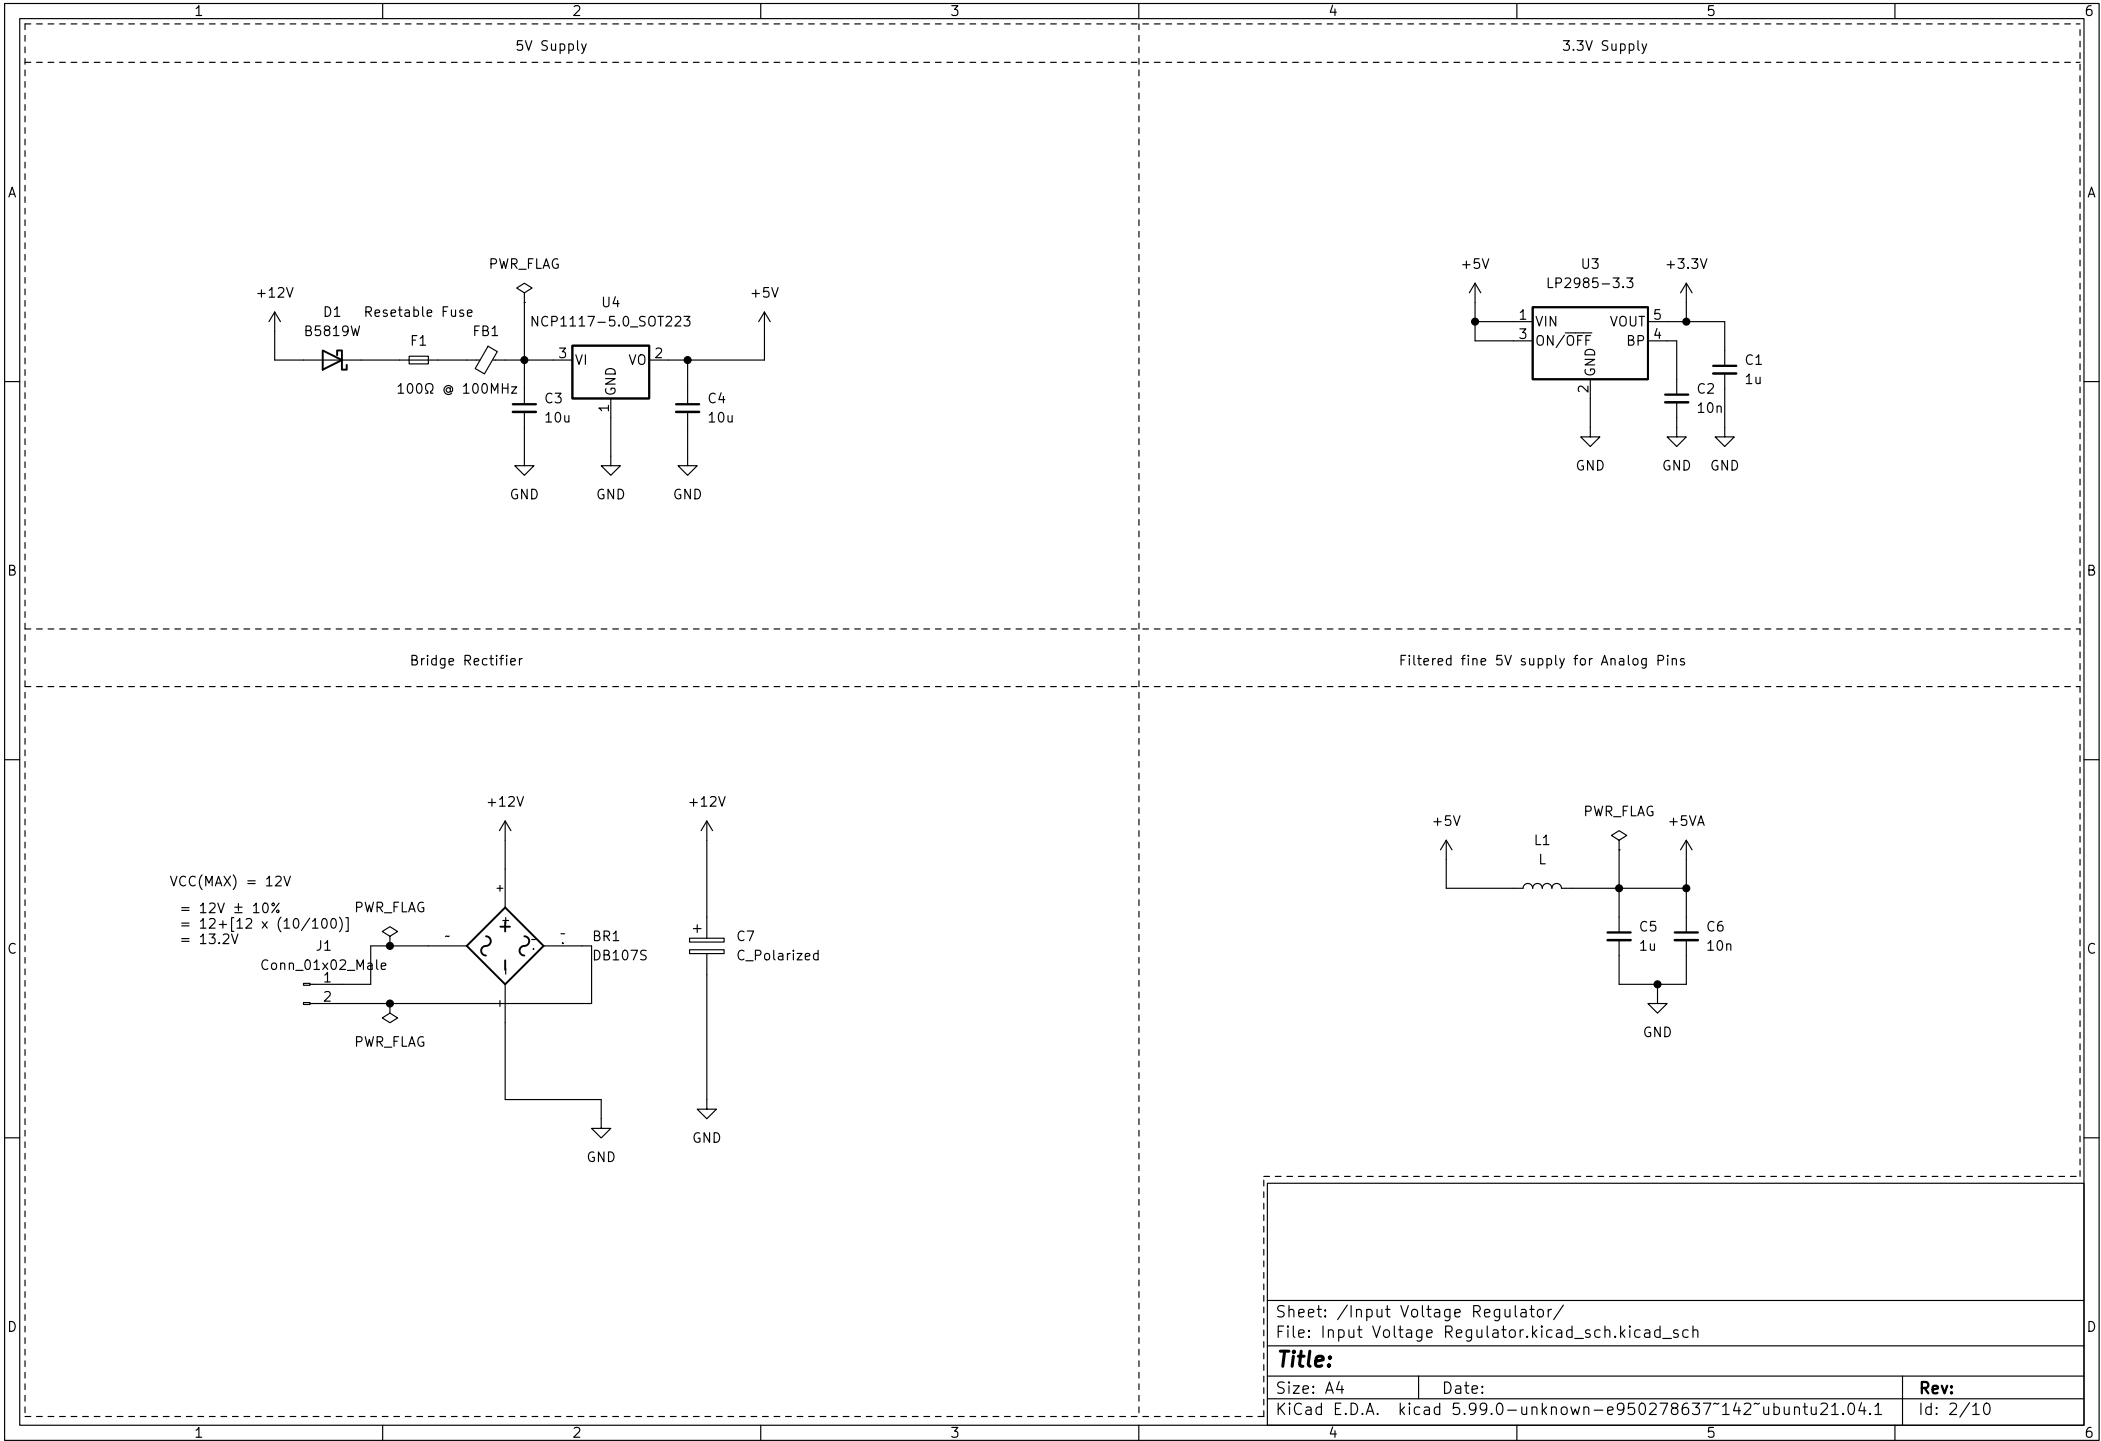 1 2 3 4 5 6
5V Supply
3.3V Supply
A
A
PWR_FLAG
+12V
D1
B5819W
Resetable Fuse
F1
FB1
100Ω @ 100MHz
U4
NCP1117-5.0_SOT223
+5V
3 VI
VO 2
GND
1
C3
10u
C4
10u
GND
GND
GND
+5V
U3
LP2985-3.3
+3.3V
1 VIN
VOUT 5
3 ON/OFF
BP 4
GND
2
C1
1u
C2
10n
GND
GND
GND
B
B
Bridge Rectifier
Filtered fine 5V supply for Analog Pins
+12V
+12V
VCC(MAX) = 12V
= 12V ± 10%
= 12+[12 x (10/100)]
= 13.2V
PWR_FLAG
J1
Conn_01x02_Male
1
2
PWR_FLAG
+
-
-
+
BR1
DB107S
+
C7
C_Polarized
GND
GND
+5V
L1
L
PWR_FLAG
+5VA
C5
1u
C6
10n
GND
C
C
D
D
Sheet: /Input Voltage Regulator/
File: Input Voltage Regulator.kicad_sch.kicad_sch
Title:
Size: A4
Date:
Rev:
KiCad E.D.A. kicad 5.99.0-unknown-e950278637~142~ubuntu21.04.1
Id: 2/10
1 2 3 4 5 6